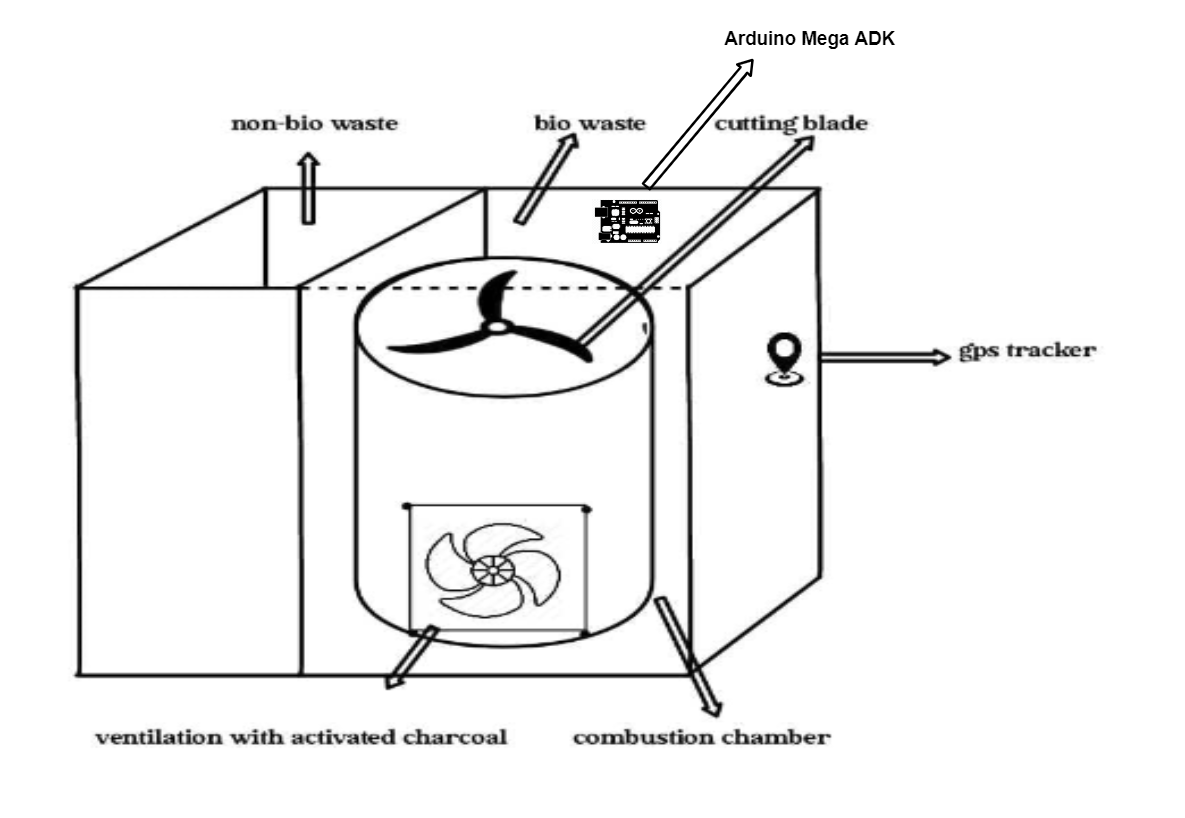 Arduino Mega ADK
non-bio waste
bio waste
cutting blade
gps tracker
ventilation with activated charcoal
combustion chamber